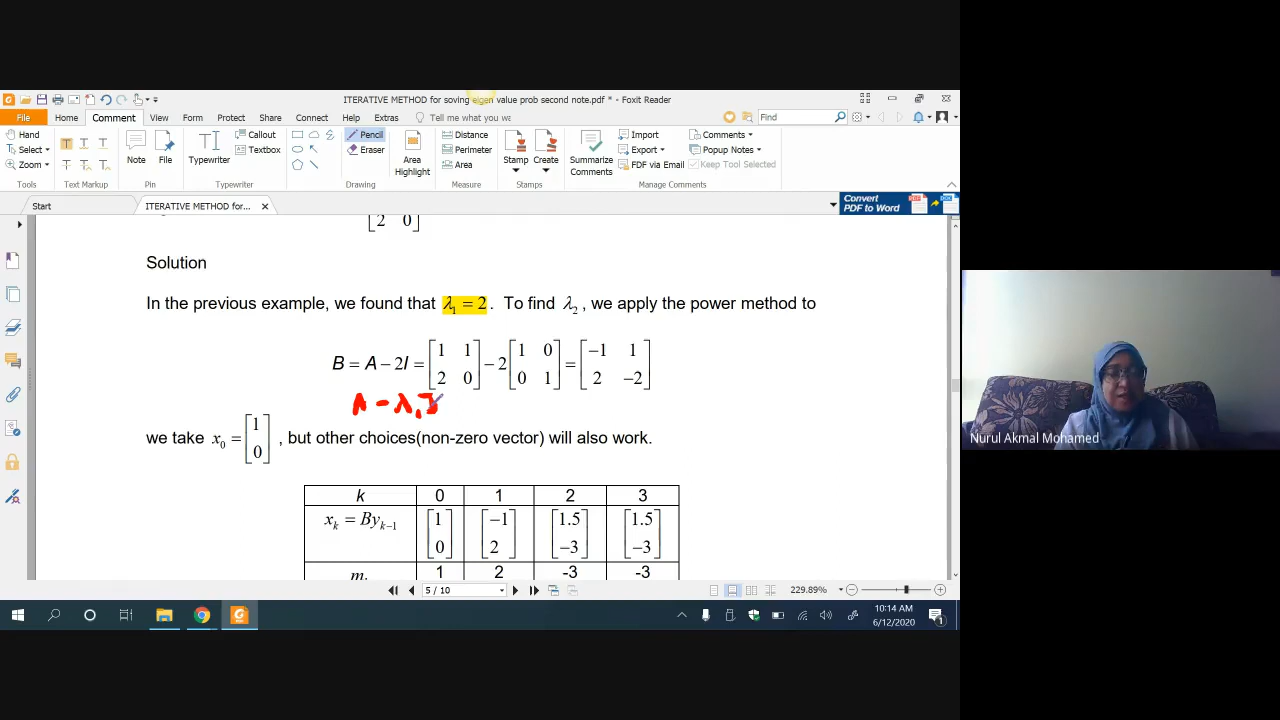 ITERATIVE METHOD for soving eigen value prob second note.pdf * - Foxit Reader
File Home Comment View Form Protect Share Connect Help Extras Tell me what you wa Find
Hand
Select
Zoom
Tools
Text Markup
Note
File
Pin
Typewriter
Callout
Textbox
Typewriter
Pencil
Eraser
Drawing
Area Highlight
Distance
Perimeter
Area
Measure
Stamp
Create
Stamps
Summarize Comments
Import
Export
FDF via Email
Comments
Popup Notes
Keep Tool Selected
Manage Comments
Start
ITERATIVE METHOD for...
Convert PDF to Word
[2 0]
Solution
In the previous example, we found that λ₁ = 2 . To find λ₂ , we apply the power method to
B = A − 2I = [1 1; 2 0] − 2 [1 0; 0 1] = [−1 1; 2 −2]
A − λ₁I
we take x₀ = [1; 0] , but other choices(non-zero vector) will also work.
k 0 1 2 3
xₖ = Byₖ₋₁ [1; 0] [−1; 2] [1.5; −3] [1.5; −3]
1 2 -3 -3
Nurul Akmal Mohamed
5 / 10
229.89%
10:14 AM
6/12/2020
1